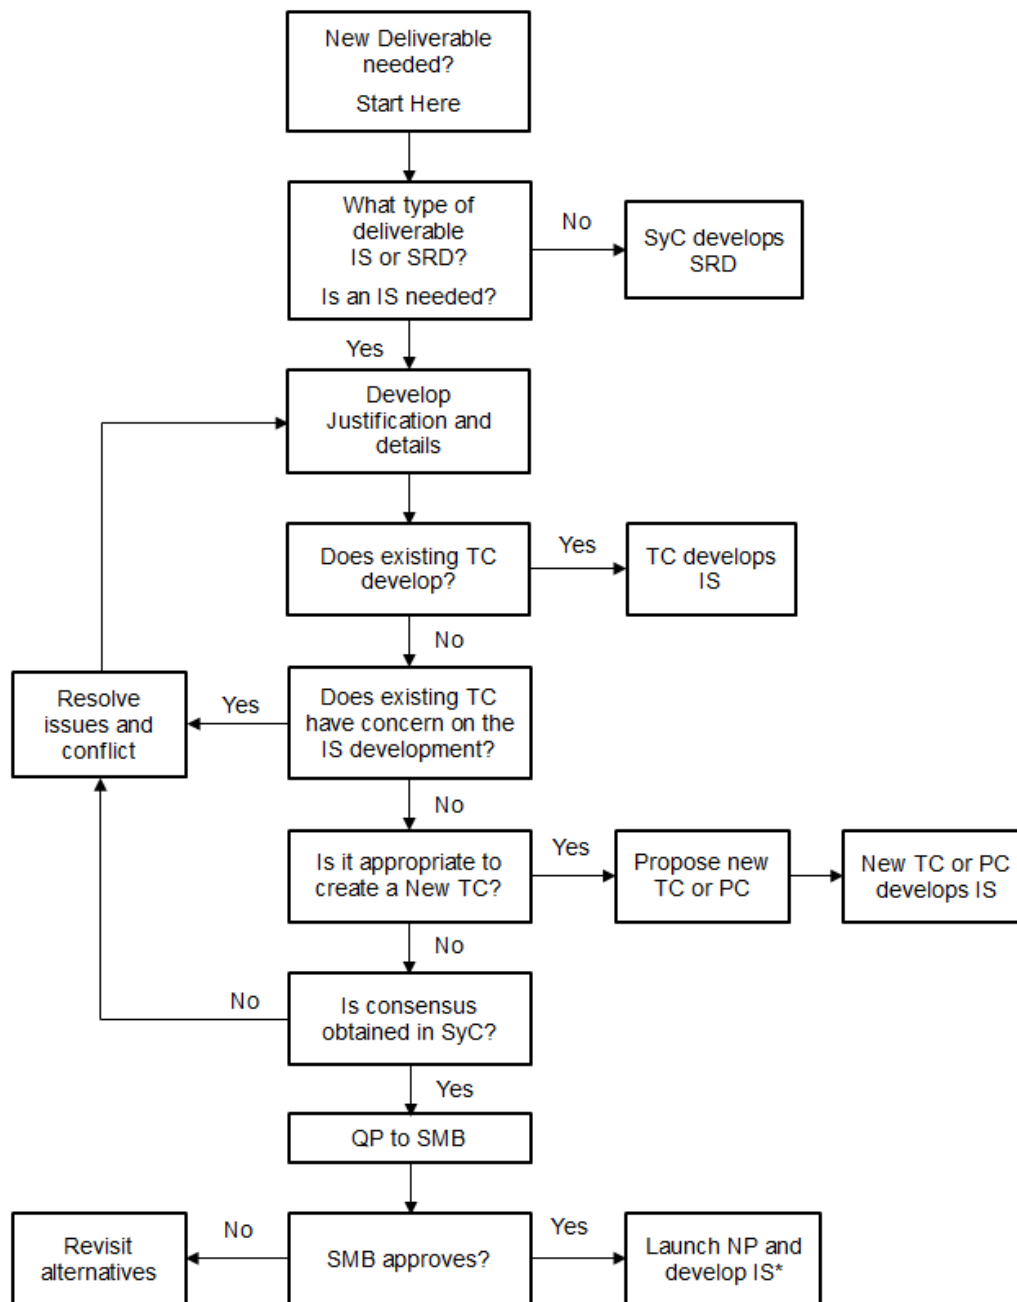 New Deliverable
needed?
Start Here
What type of
deliverable
IS or SRD?
Is an IS needed?
No
SyC develops
SRD
Yes
Develop
Justification and
details
Does existing TC
develop?
Yes
TC develops
IS
No
Resolve
issues and
conflict
Yes
Does existing TC
have concern on the
IS development?
No
Is it appropriate to
create a New TC?
Yes
Propose new
TC or PC
New TC or PC
develops IS
No
No
Is consensus
obtained in SyC?
Yes
QP to SMB
Revisit
alternatives
No
SMB approves?
Yes
Launch NP and
develop IS*